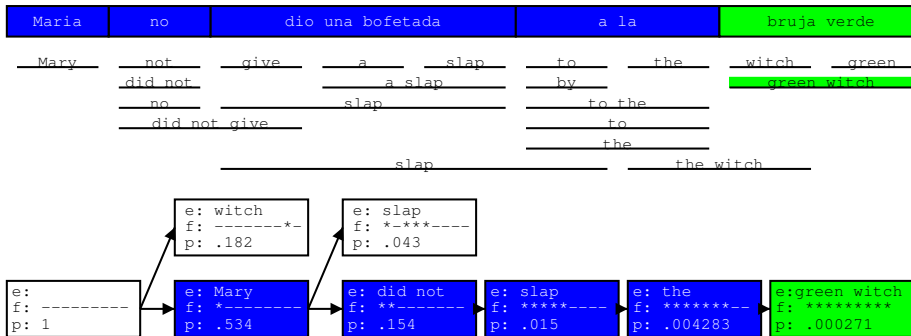 Maria no dio una bofetada a la bruja verde
Mary not give a slap to the witch green
did not a slap by green witch
no slap to the
did not give to
the
slap the witch
e: witch e: slap
f: -------*- f: *-***----
p: .182 p: .043
e: e: Mary e: did not e: slap e: the e:green witch
f: --------- f: *-------- f: **------- f: *****---- f: *******-- f: *********
p: 1 p: .534 p: .154 p: .015 p: .004283 p: .000271